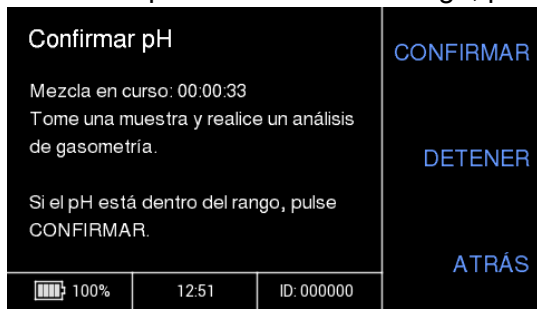 Confirmar pH
Mezcla en curso: 00:00:33
Tome una muestra y realice un análisis
de gasometría.
Si el pH está dentro del rango, pulse
CONFIRMAR.
CONFIRMAR
DETENER
ATRÁS
100%
12:51
ID: 000000